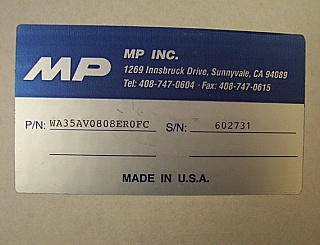 MP
MP INC.
1269 Innsbruck Drive, Sunnyvale, CA 94089
Tel: 408-747-0604 · Fax: 408-747-0615
P/N: WA35AV0808ER0FC S/N: 602731
MADE IN U.S.A.